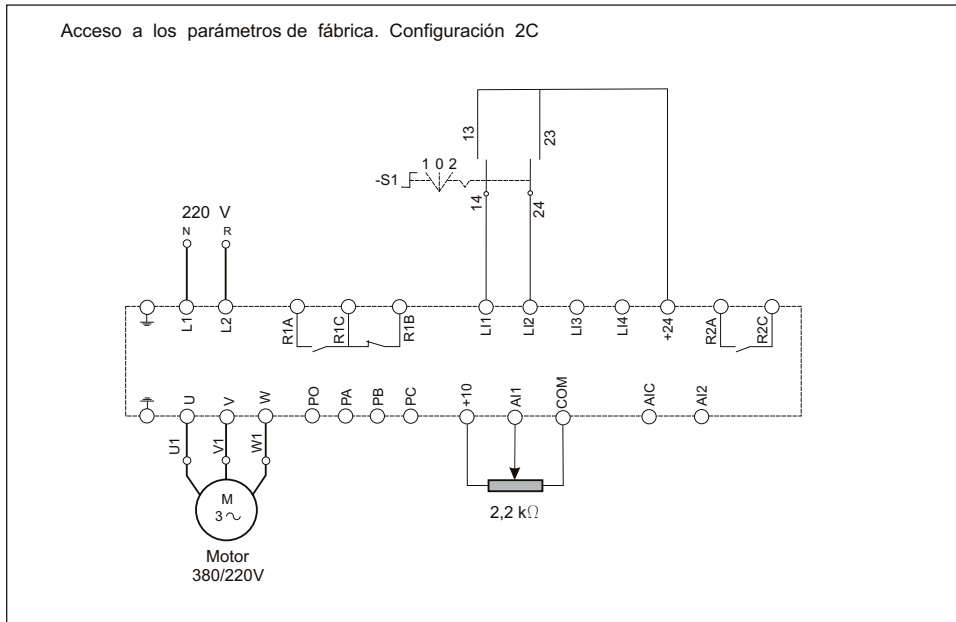 Acceso a los parámetros de fábrica. Configuración 2C
13
23
1 0 2
-S1
14
24
220 V
N
R
L1
L2
R1A
R1C
R1B
LI1
LI2
LI3
LI4
+24
R2A
R2C
U
V
W
PO
PA
PB
PC
+10
AI1
COM
AIC
AI2
U1
V1
W1
M
3
2,2 kΩ
Motor
380/220V